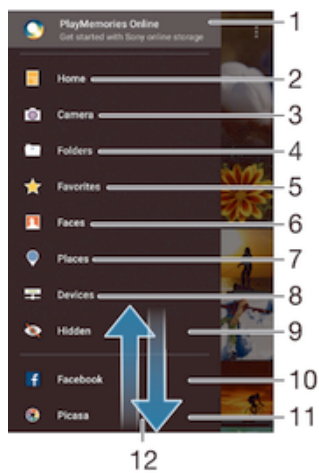 PlayMemories Online
Get started with Sony online storage
1
Home
2
Camera
3
Folders
4
Favorites
5
Faces
6
Places
7
Devices
8
Hidden
9
Facebook
10
Picasa
11
12